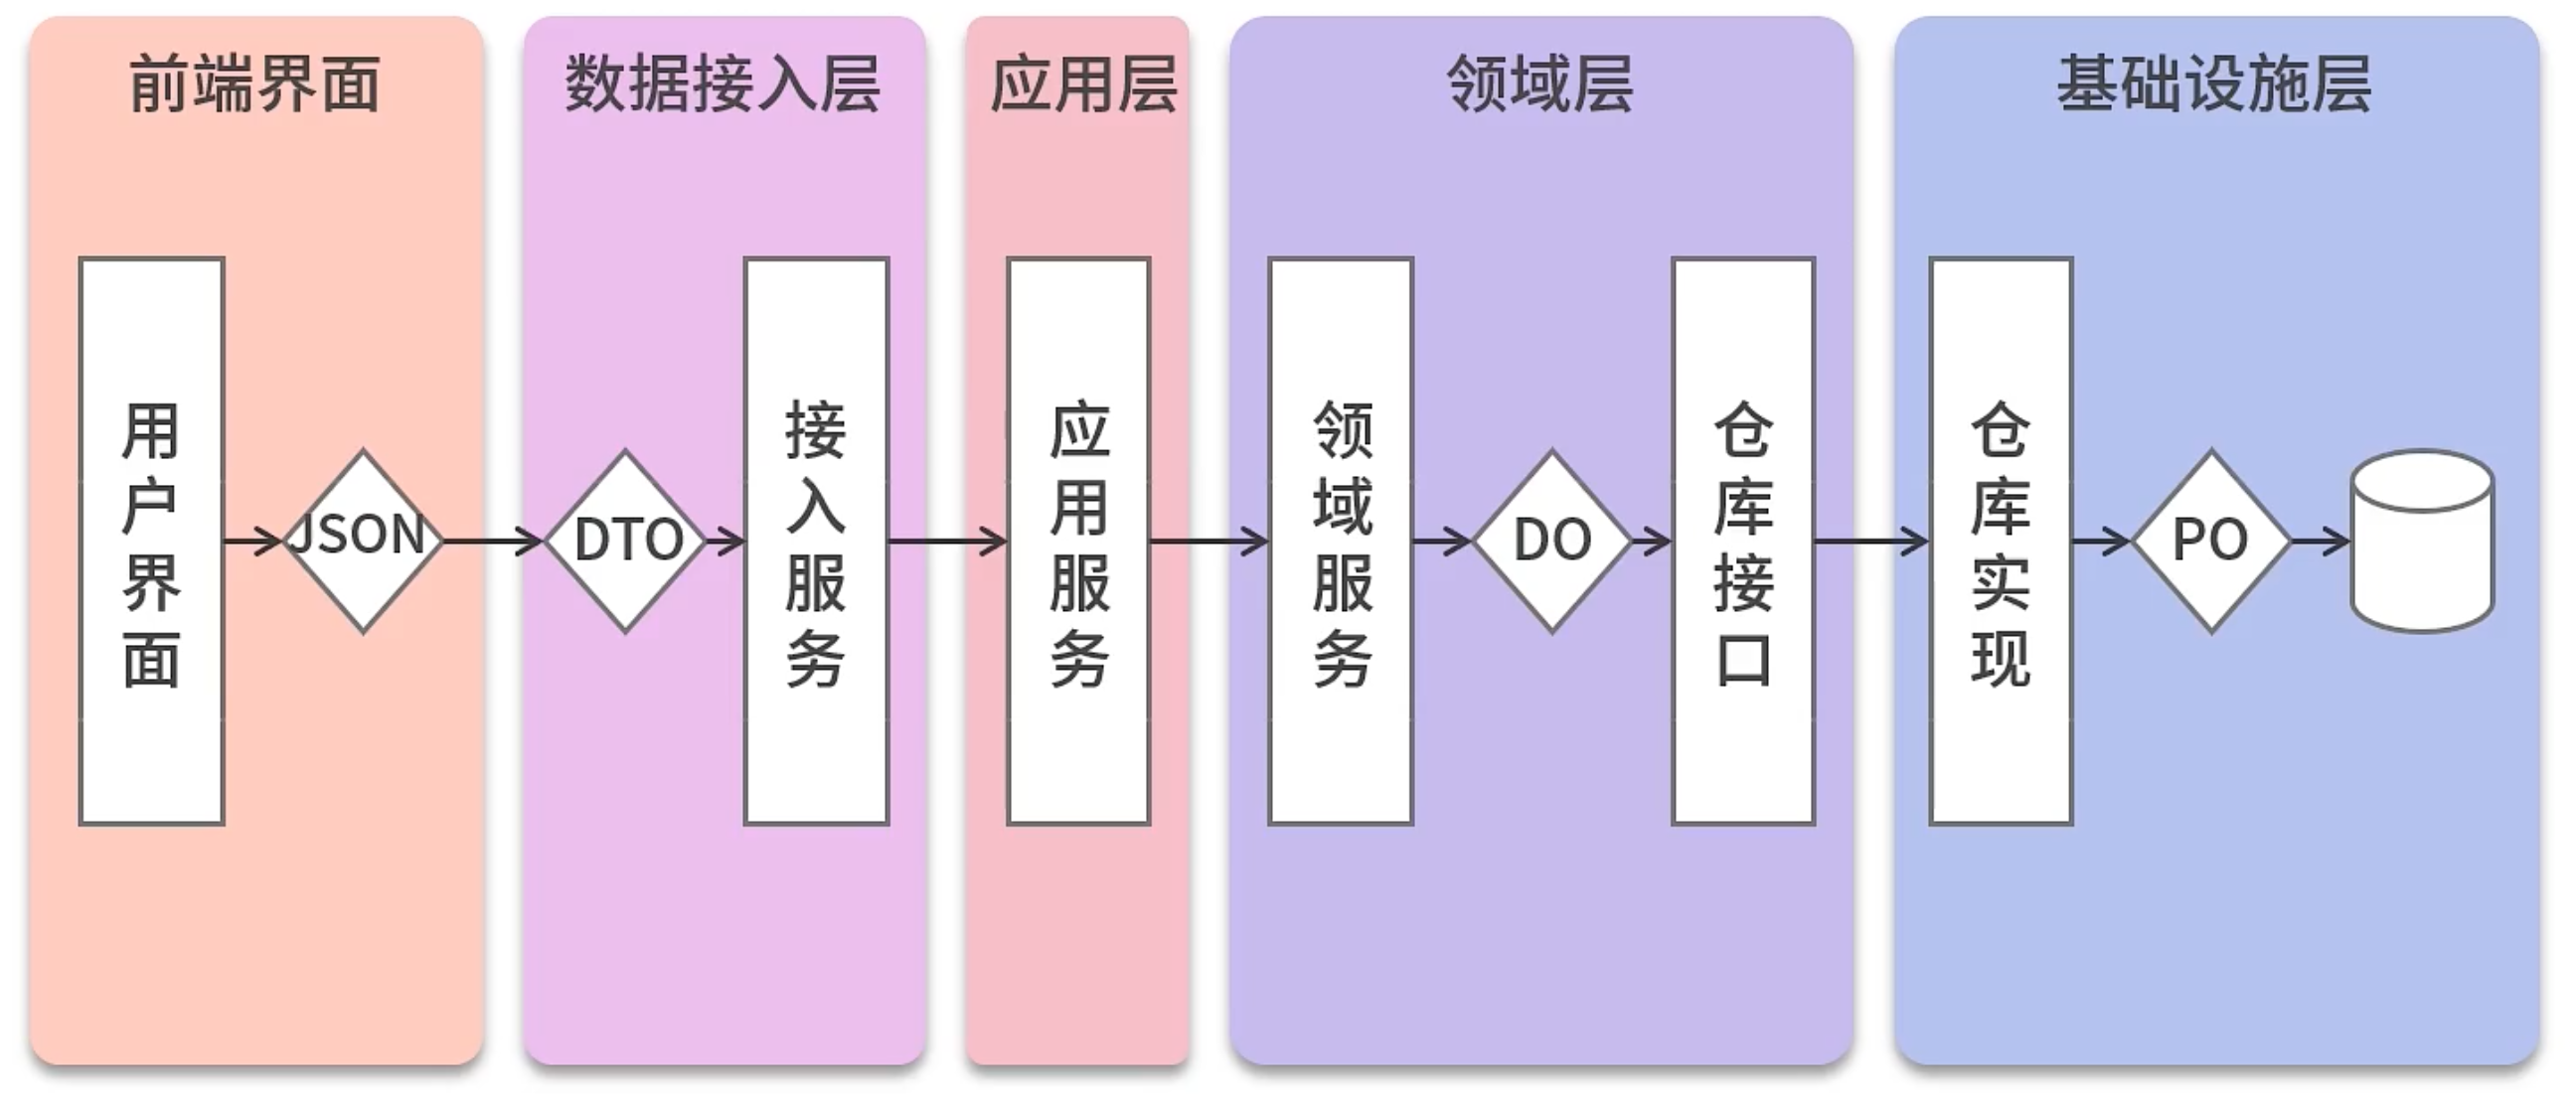 前端界面
数据接入层
应用层
领域层
基础设施层
用户界面
JSON
DTO
接入服务
应用服务
领域服务
DO
仓库接口
仓库实现
PO